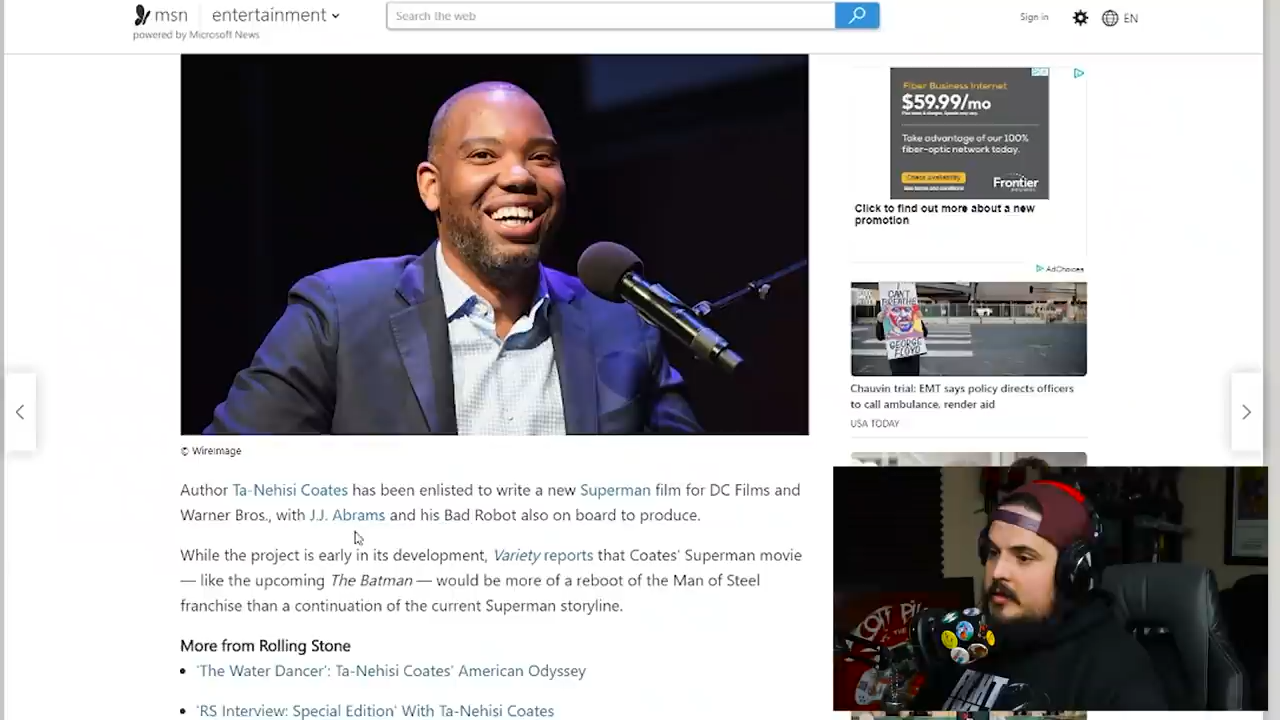 msn
entertainment
Search the web
Sign in
EN
powered by Microsoft News
Fiber Business Internet
$59.99/mo
Take advantage of our 100%
fiber-optic network today.
Check availability
Frontier
Click to find out more about a new
promotion
AdChoices
I
CAN'T
BREATHE
GEORGE
FLOYD
Chauvin trial: EMT says policy directs officers
to call ambulance, render aid
USA TODAY
© WireImage
Author Ta-Nehisi Coates has been enlisted to write a new Superman film for DC Films and
Warner Bros., with J.J. Abrams and his Bad Robot also on board to produce.
While the project is early in its development, Variety reports that Coates' Superman movie
— like the upcoming The Batman — would be more of a reboot of the Man of Steel
franchise than a continuation of the current Superman storyline.
More from Rolling Stone
• 'The Water Dancer': Ta-Nehisi Coates' American Odyssey
• 'RS Interview: Special Edition' With Ta-Nehisi Coates